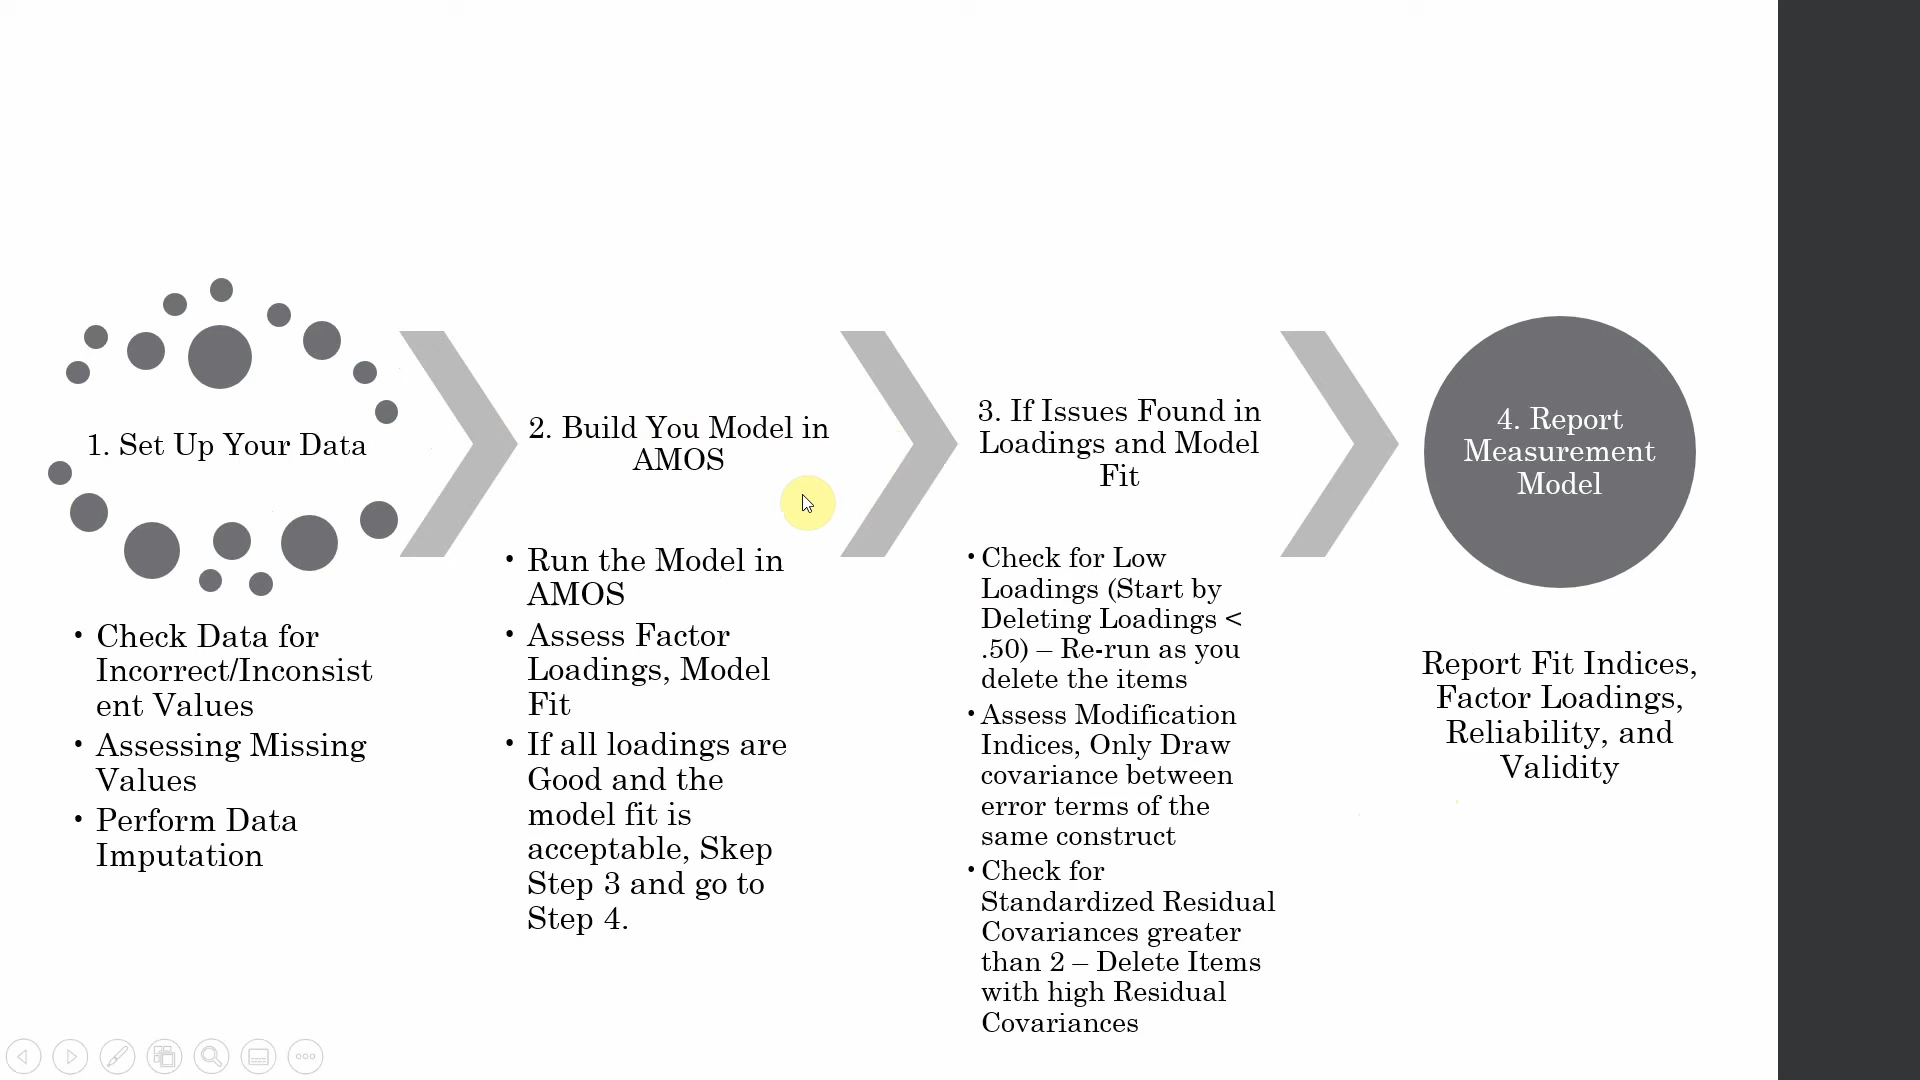 1. Set Up Your Data
• Check Data for
Incorrect/Inconsist
ent Values
• Assessing Missing
Values
• Perform Data
Imputation
2. Build You Model in
AMOS
• Run the Model in
AMOS
• Assess Factor
Loadings, Model
Fit
• If all loadings are
Good and the
model fit is
acceptable, Skep
Step 3 and go to
Step 4.
3. If Issues Found in
Loadings and Model
Fit
• Check for Low
Loadings (Start by
Deleting Loadings <
.50) – Re-run as you
delete the items
• Assess Modification
Indices, Only Draw
covariance between
error terms of the
same construct
• Check for
Standardized Residual
Covariances greater
than 2 – Delete Items
with high Residual
Covariances
4. Report
Measurement
Model
Report Fit Indices,
Factor Loadings,
Reliability, and
Validity